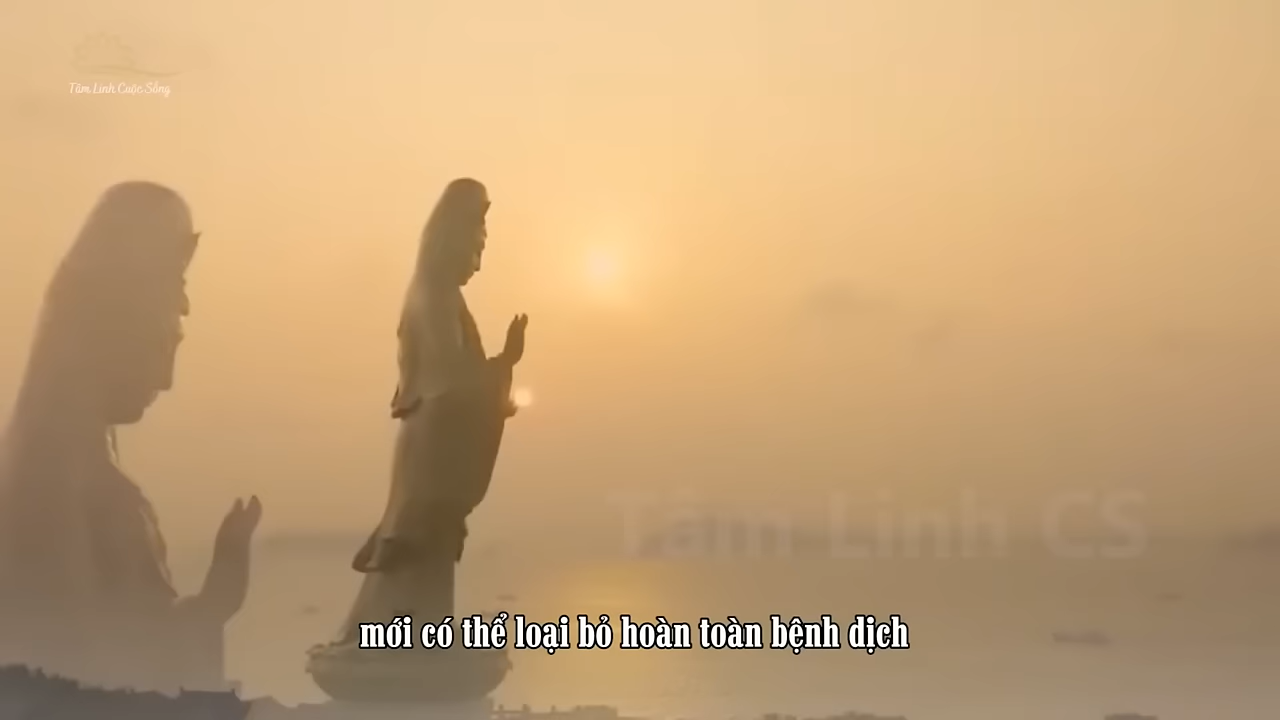 Tâm Linh Cuộc Sống
Tâm Linh CS
mới có thể loại bỏ hoàn toàn bệnh dịch